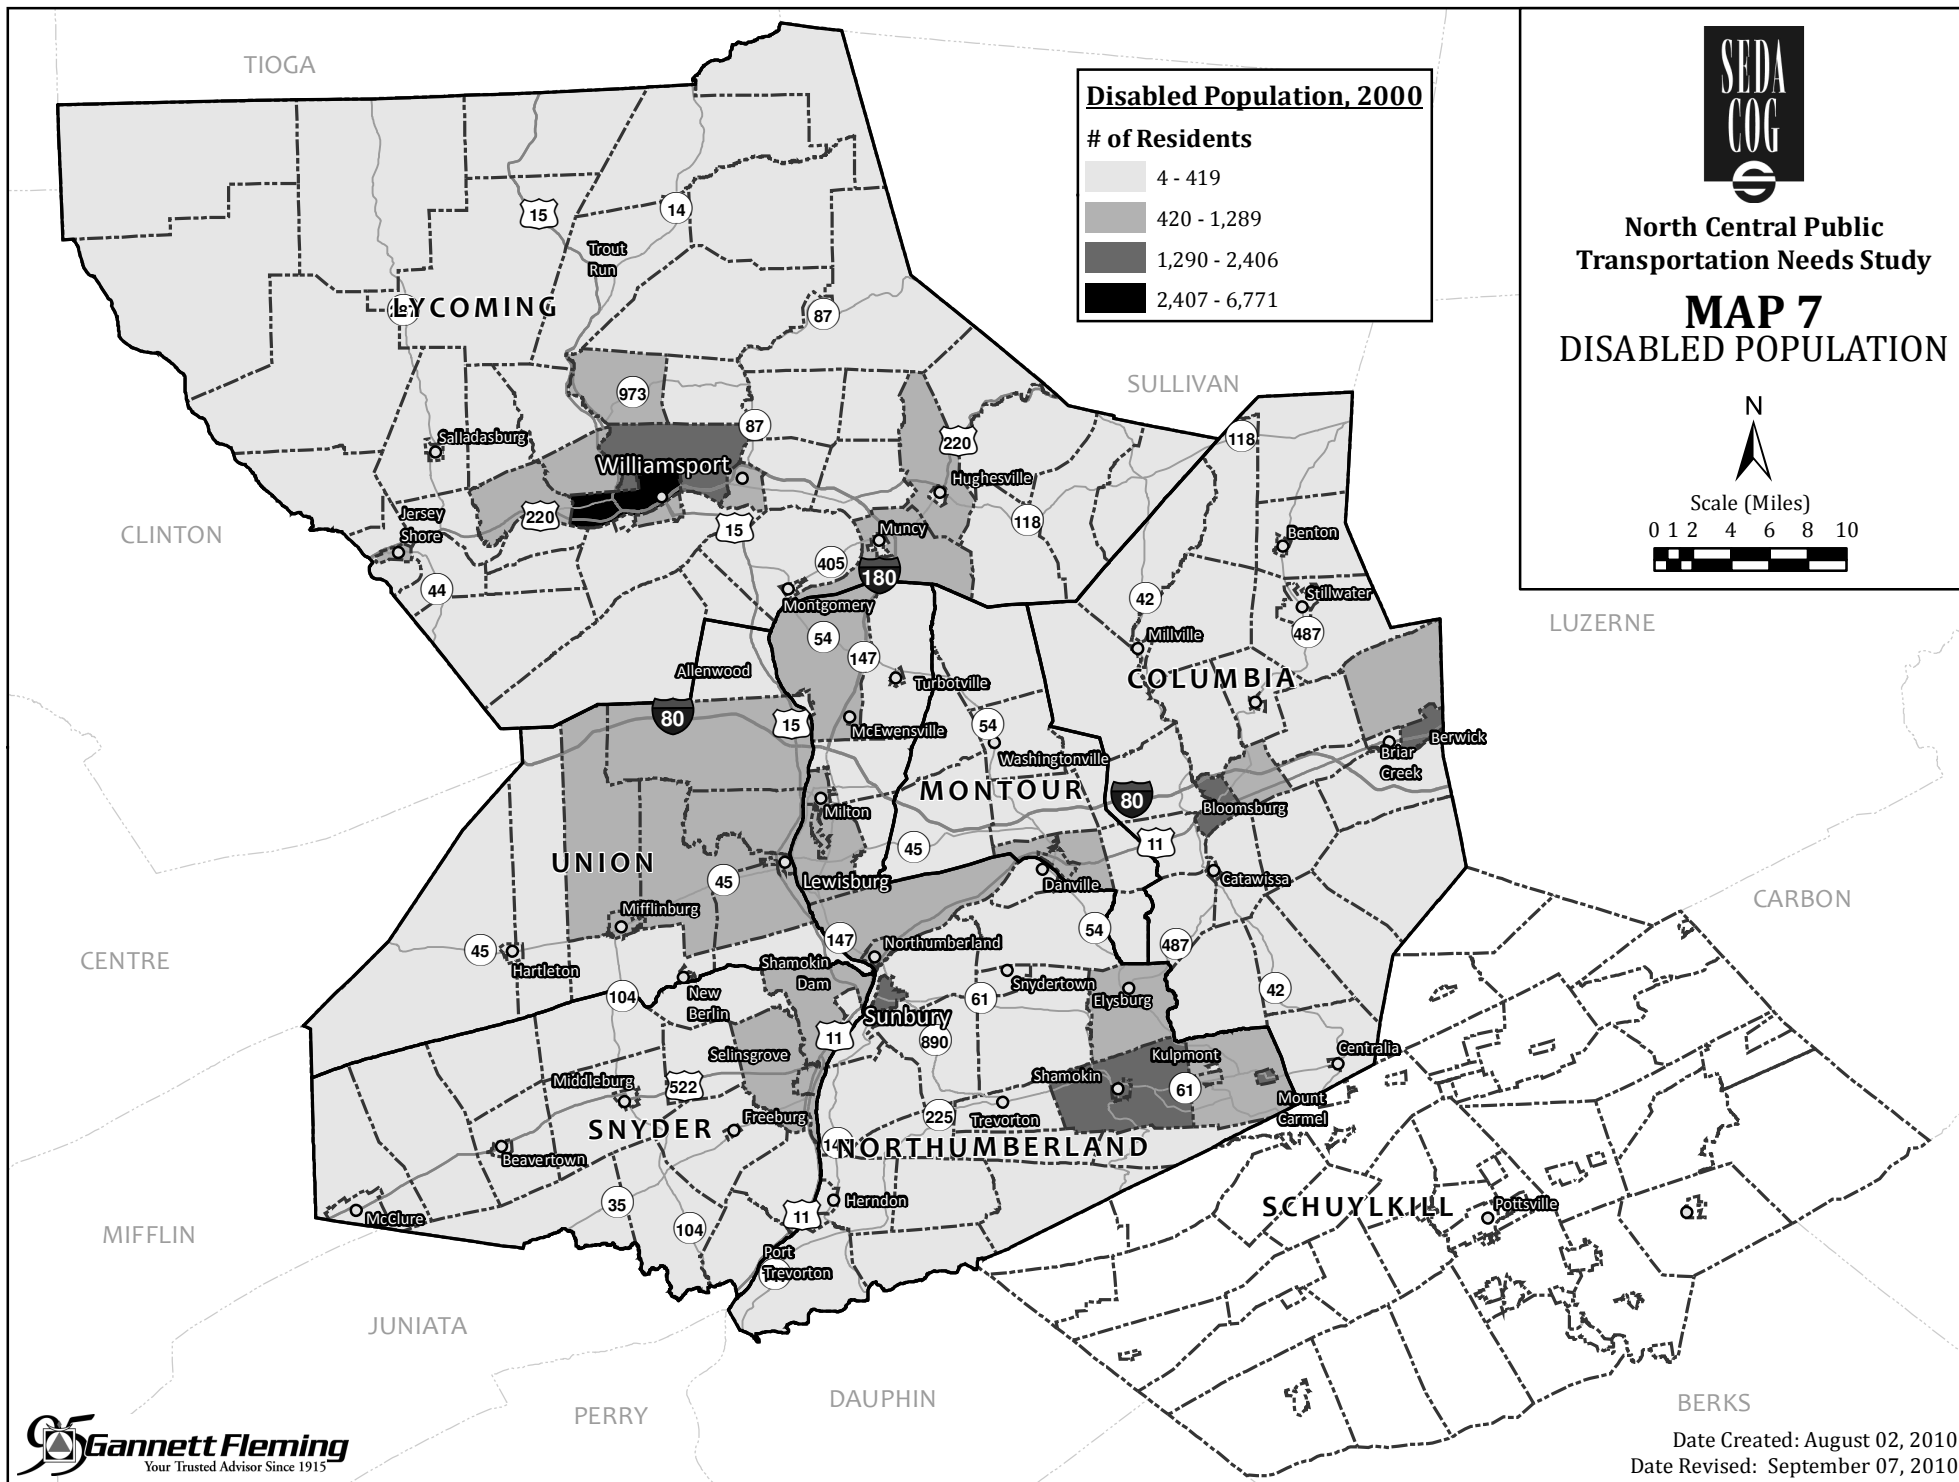 SEDA
COG
North Central Public
Transportation Needs Study
MAP 7
DISABLED POPULATION
N
Scale (Miles)
0 1 2 4 6 8 10
Disabled Population, 2000
# of Residents
4 - 419
420 - 1,289
1,290 - 2,406
2,407 - 6,771
TIOGA
SULLIVAN
CLINTON
LUZERNE
CARBON
CENTRE
MIFFLIN
JUNIATA
PERRY
DAUPHIN
BERKS
LYCOMING
15
14
Trout
Run
87
973
87
220
118
Salladasburg
Williamsport
Hughesville
220
15
118
Jersey
Shore
Muncy
405
180
44
Montgomery
54
147
Allenwood
Turbotville
80
15
McEwensville
Benton
Stillwater
42
487
Millville
COLUMBIA
54
Washingtonville
MONTOUR
80
Bloomsburg
Briar
Creek
Berwick
11
Milton
45
UNION
45
Lewisburg
Danville
Catawissa
Mifflinburg
147
Northumberland
54
487
45
Hartleton
Shamokin
Dam
Snydertown
Elysburg
104
New
Berlin
61
42
Sunbury
11
890
Selinsgrove
Kulpmont
Centralia
Middleburg
522
Shamokin
61
Mount
Carmel
SNYDER
Freeburg
225
Trevorton
NORTHUMBERLAND
Beavertown
35
McClure
104
11
Herndon
Port
Trevorton
SCHUYLKILL
Pottsville
95 Gannett Fleming
Your Trusted Advisor Since 1915
Date Created: August 02, 2010
Date Revised: September 07, 2010